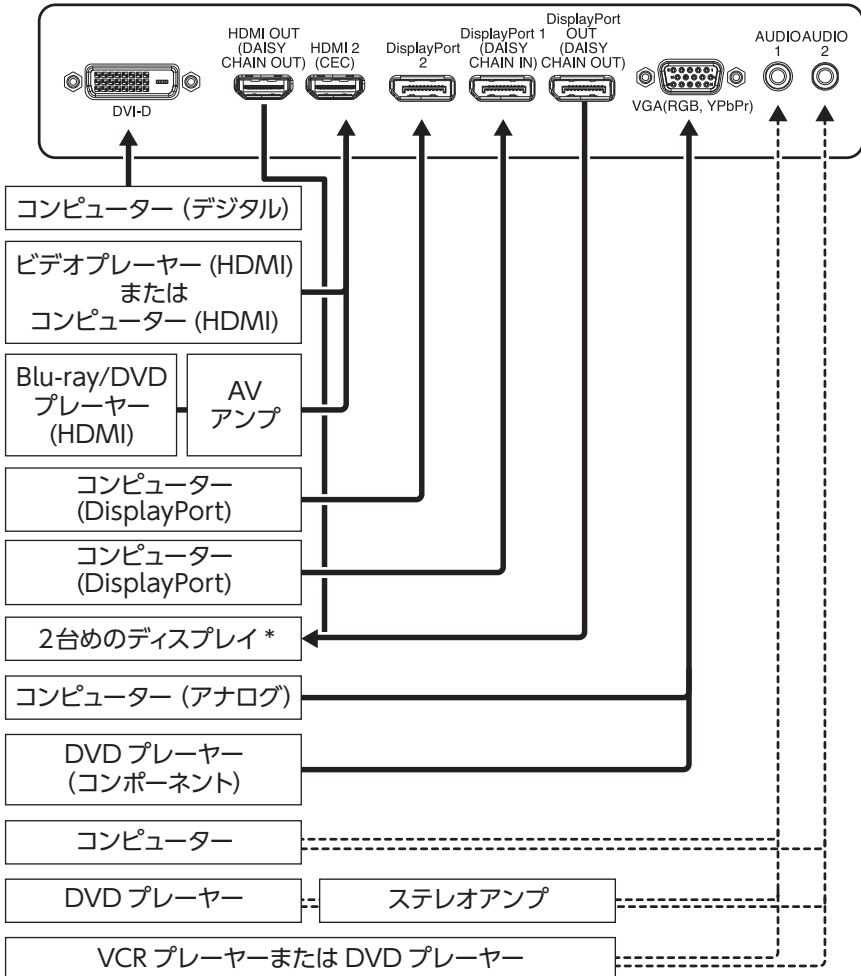 HDMI OUT
(DAISY
CHAIN OUT)
HDMI 2
(CEC)
DisplayPort
2
DisplayPort 1
(DAISY
CHAIN IN)
DisplayPort
OUT
(DAISY
CHAIN OUT)
AUDIO
1
AUDIO
2
DVI-D
VGA(RGB, YPbPr)
コンピューター (デジタル)
ビデオプレーヤー (HDMI)
または
コンピューター (HDMI)
Blu-ray/DVD
プレーヤー
(HDMI)
AV
アンプ
コンピューター
(DisplayPort)
コンピューター
(DisplayPort)
2台めのディスプレイ *
コンピューター (アナログ)
DVD プレーヤー
(コンポーネント)
コンピューター
DVD プレーヤー
ステレオアンプ
VCR プレーヤーまたは DVD プレーヤー